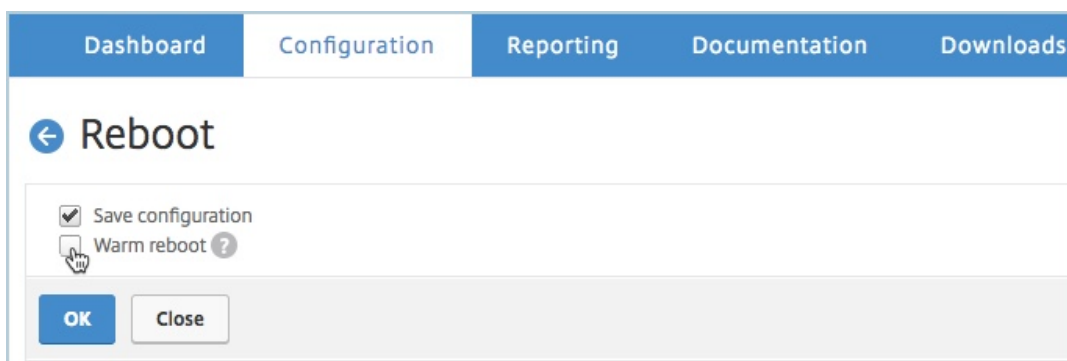 Dashboard Configuration Reporting Documentation Downloads
Reboot
Save configuration
Warm reboot ?
OK Close